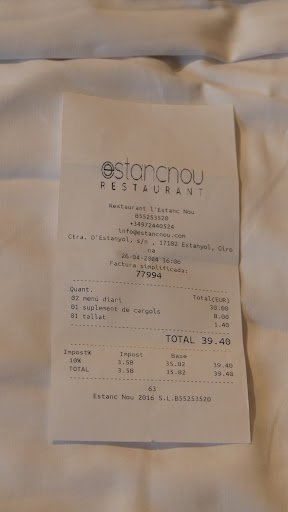 estancnou
RESTAURANT
Restaurant l'Estanc Nou
B55253520
+34972440524
info@estancnou.com
Ctra. D'Estanyol, s/n , 17182 Estanyol, Giro
na
26-04-2024 16:06
Factura simplificada:
77994
Quant. Total(EUR)
02 menú diari 30.00
01 suplement de cargols 8.00
01 tallat 1.40
TOTAL 39.40
Impost% Impost Base
10% 3.58 35.82 39.40
TOTAL 3.58 35.82 39.40
63
Estanc Nou 2016 S.L.B55253520